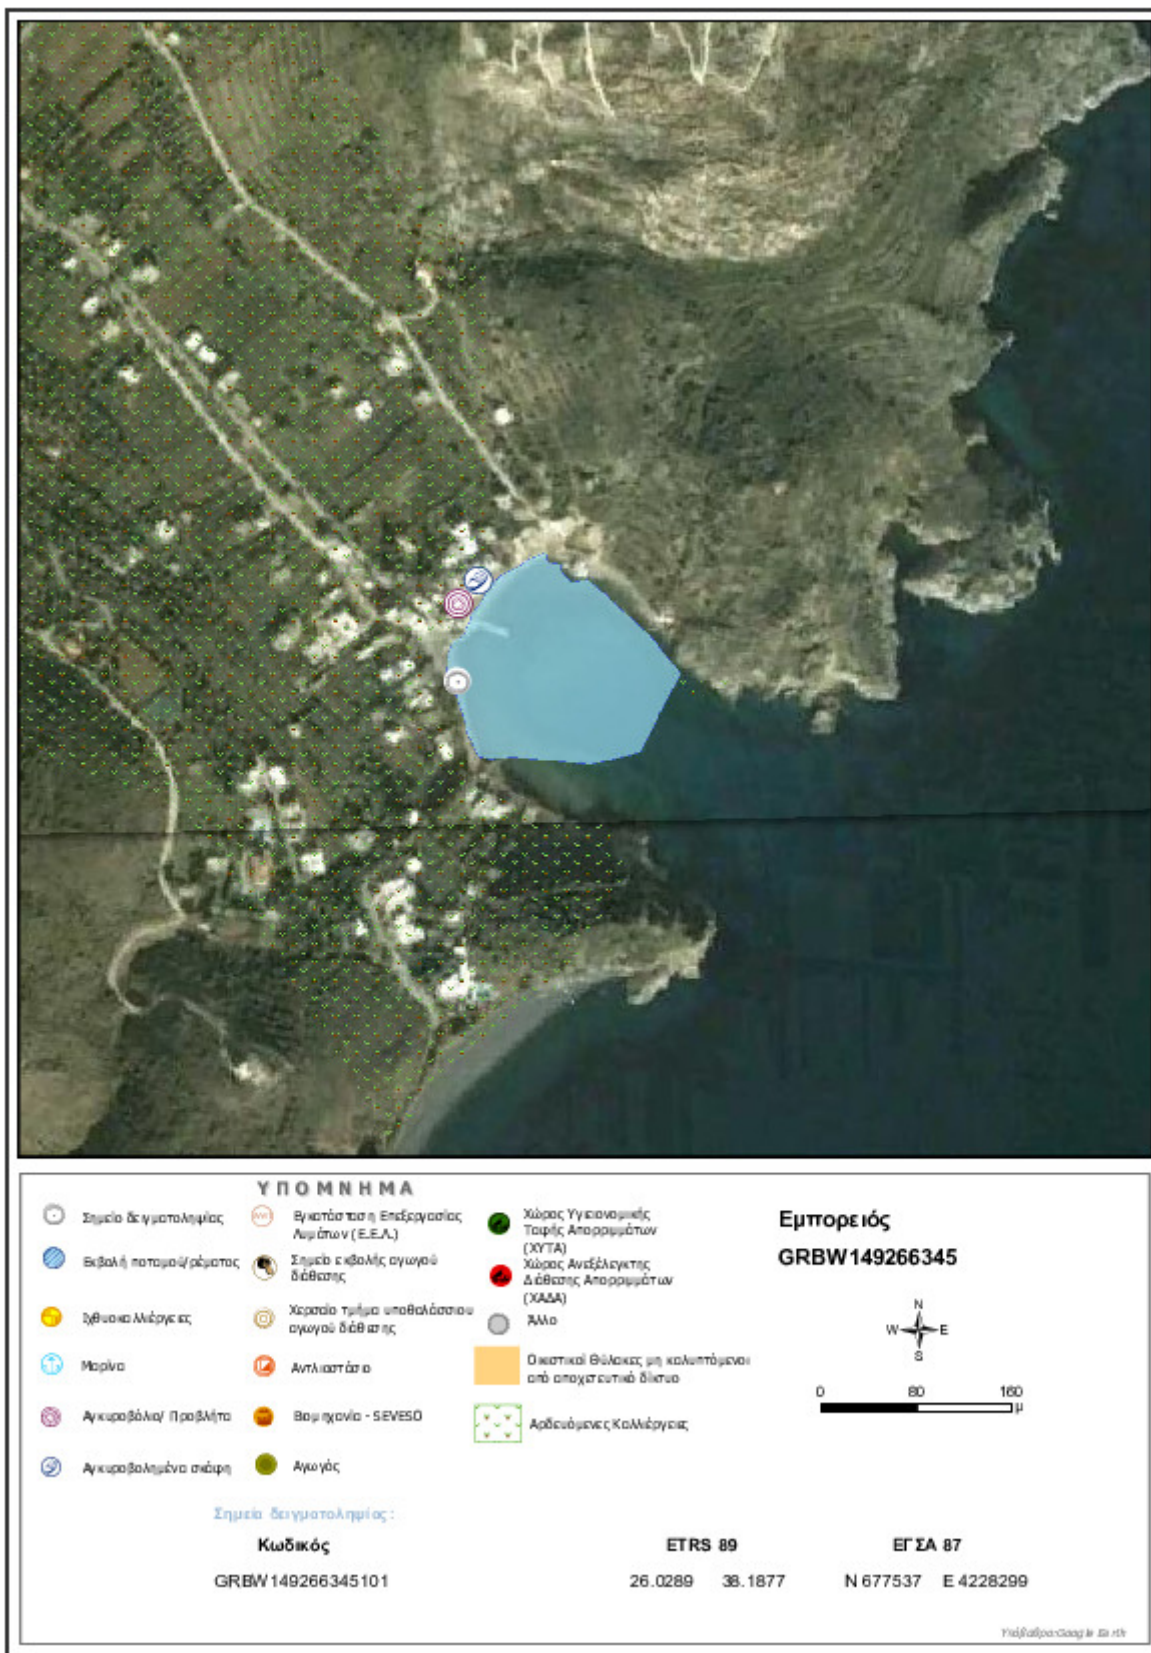 ΥΠΟΜΝΗΜΑ
Σημείο δειγματοληψίας
Εκβολή ποταμού/ρέματος
Ιχθυοκαλλιέργειες
Μαρίνα
Αγκυροβόλιο/ Προβλήτα
Αγκυροβολημένα σκάφη
Εγκατάσταση Επεξεργασίας
Λυμάτων (Ε.Ε.Λ.)
Σημείο εκβολής αγωγού
διάθεσης
Χερσαίο τμήμα υποθαλάσσιου
αγωγού διάθεσης
Αντλιοστάσιο
Βιομηχανία - SEVESO
Αγωγός
Χώρος Υγειονομικής
Ταφής Απορριμμάτων
(ΧΥΤΑ)
Χώρος Ανεξέλεγκτης
Διάθεσης Απορριμμάτων
(ΧΑΔΑ)
Άλλο
Οικιστικοί Θύλακες μη καλυπτόμενοι
από αποχετευτικό δίκτυο
Αρδευόμενες Καλλιέργειες
Εμπορειός
GRBW149266345
N
W E
S
0 80 160
μ
Σημεία δειγματοληψίας:
Κωδικός ETRS 89 ΕΓΣΑ 87
GRBW149266345101 26.0289 38.1877 N 677537 E 4228299
Υπόβαθρο:Google Earth